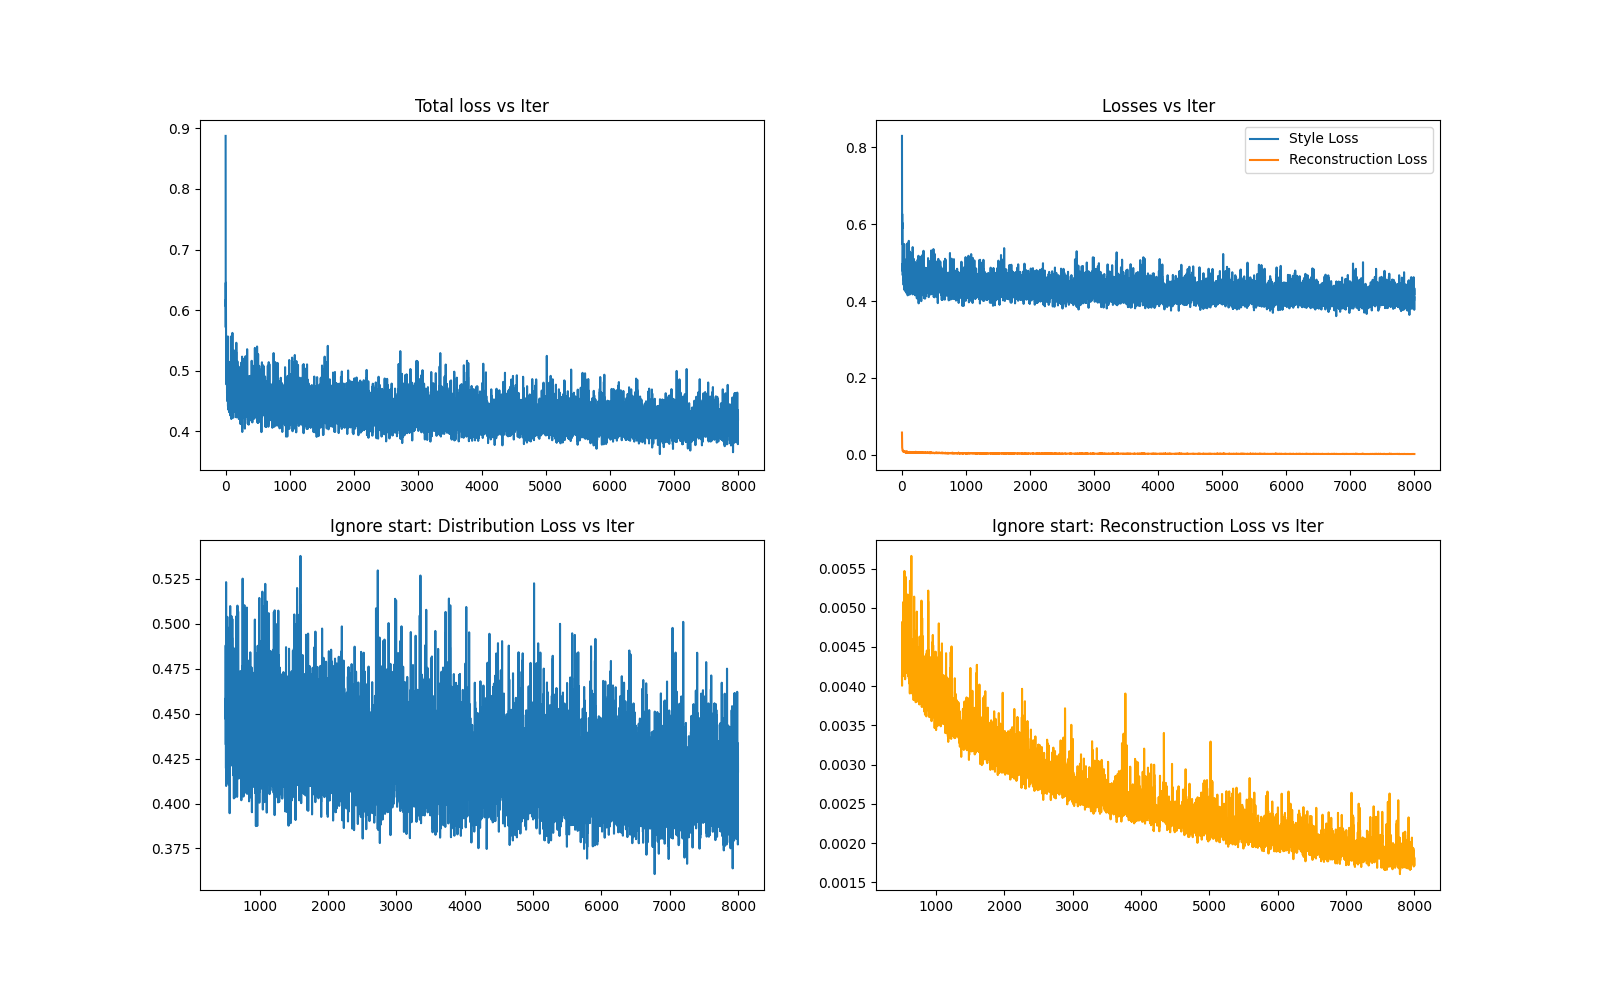 Total loss vs Iter
0.9
0.8
0.7
0.6
0.5
0.4
0 1000 2000 3000 4000 5000 6000 7000 8000
Losses vs Iter
Style Loss
Reconstruction Loss
0.8
0.6
0.4
0.2
0.0
0 1000 2000 3000 4000 5000 6000 7000 8000
Ignore start: Distribution Loss vs Iter
0.525
0.500
0.475
0.450
0.425
0.400
0.375
1000 2000 3000 4000 5000 6000 7000 8000
Ignore start: Reconstruction Loss vs Iter
0.0055
0.0050
0.0045
0.0040
0.0035
0.0030
0.0025
0.0020
0.0015
1000 2000 3000 4000 5000 6000 7000 8000